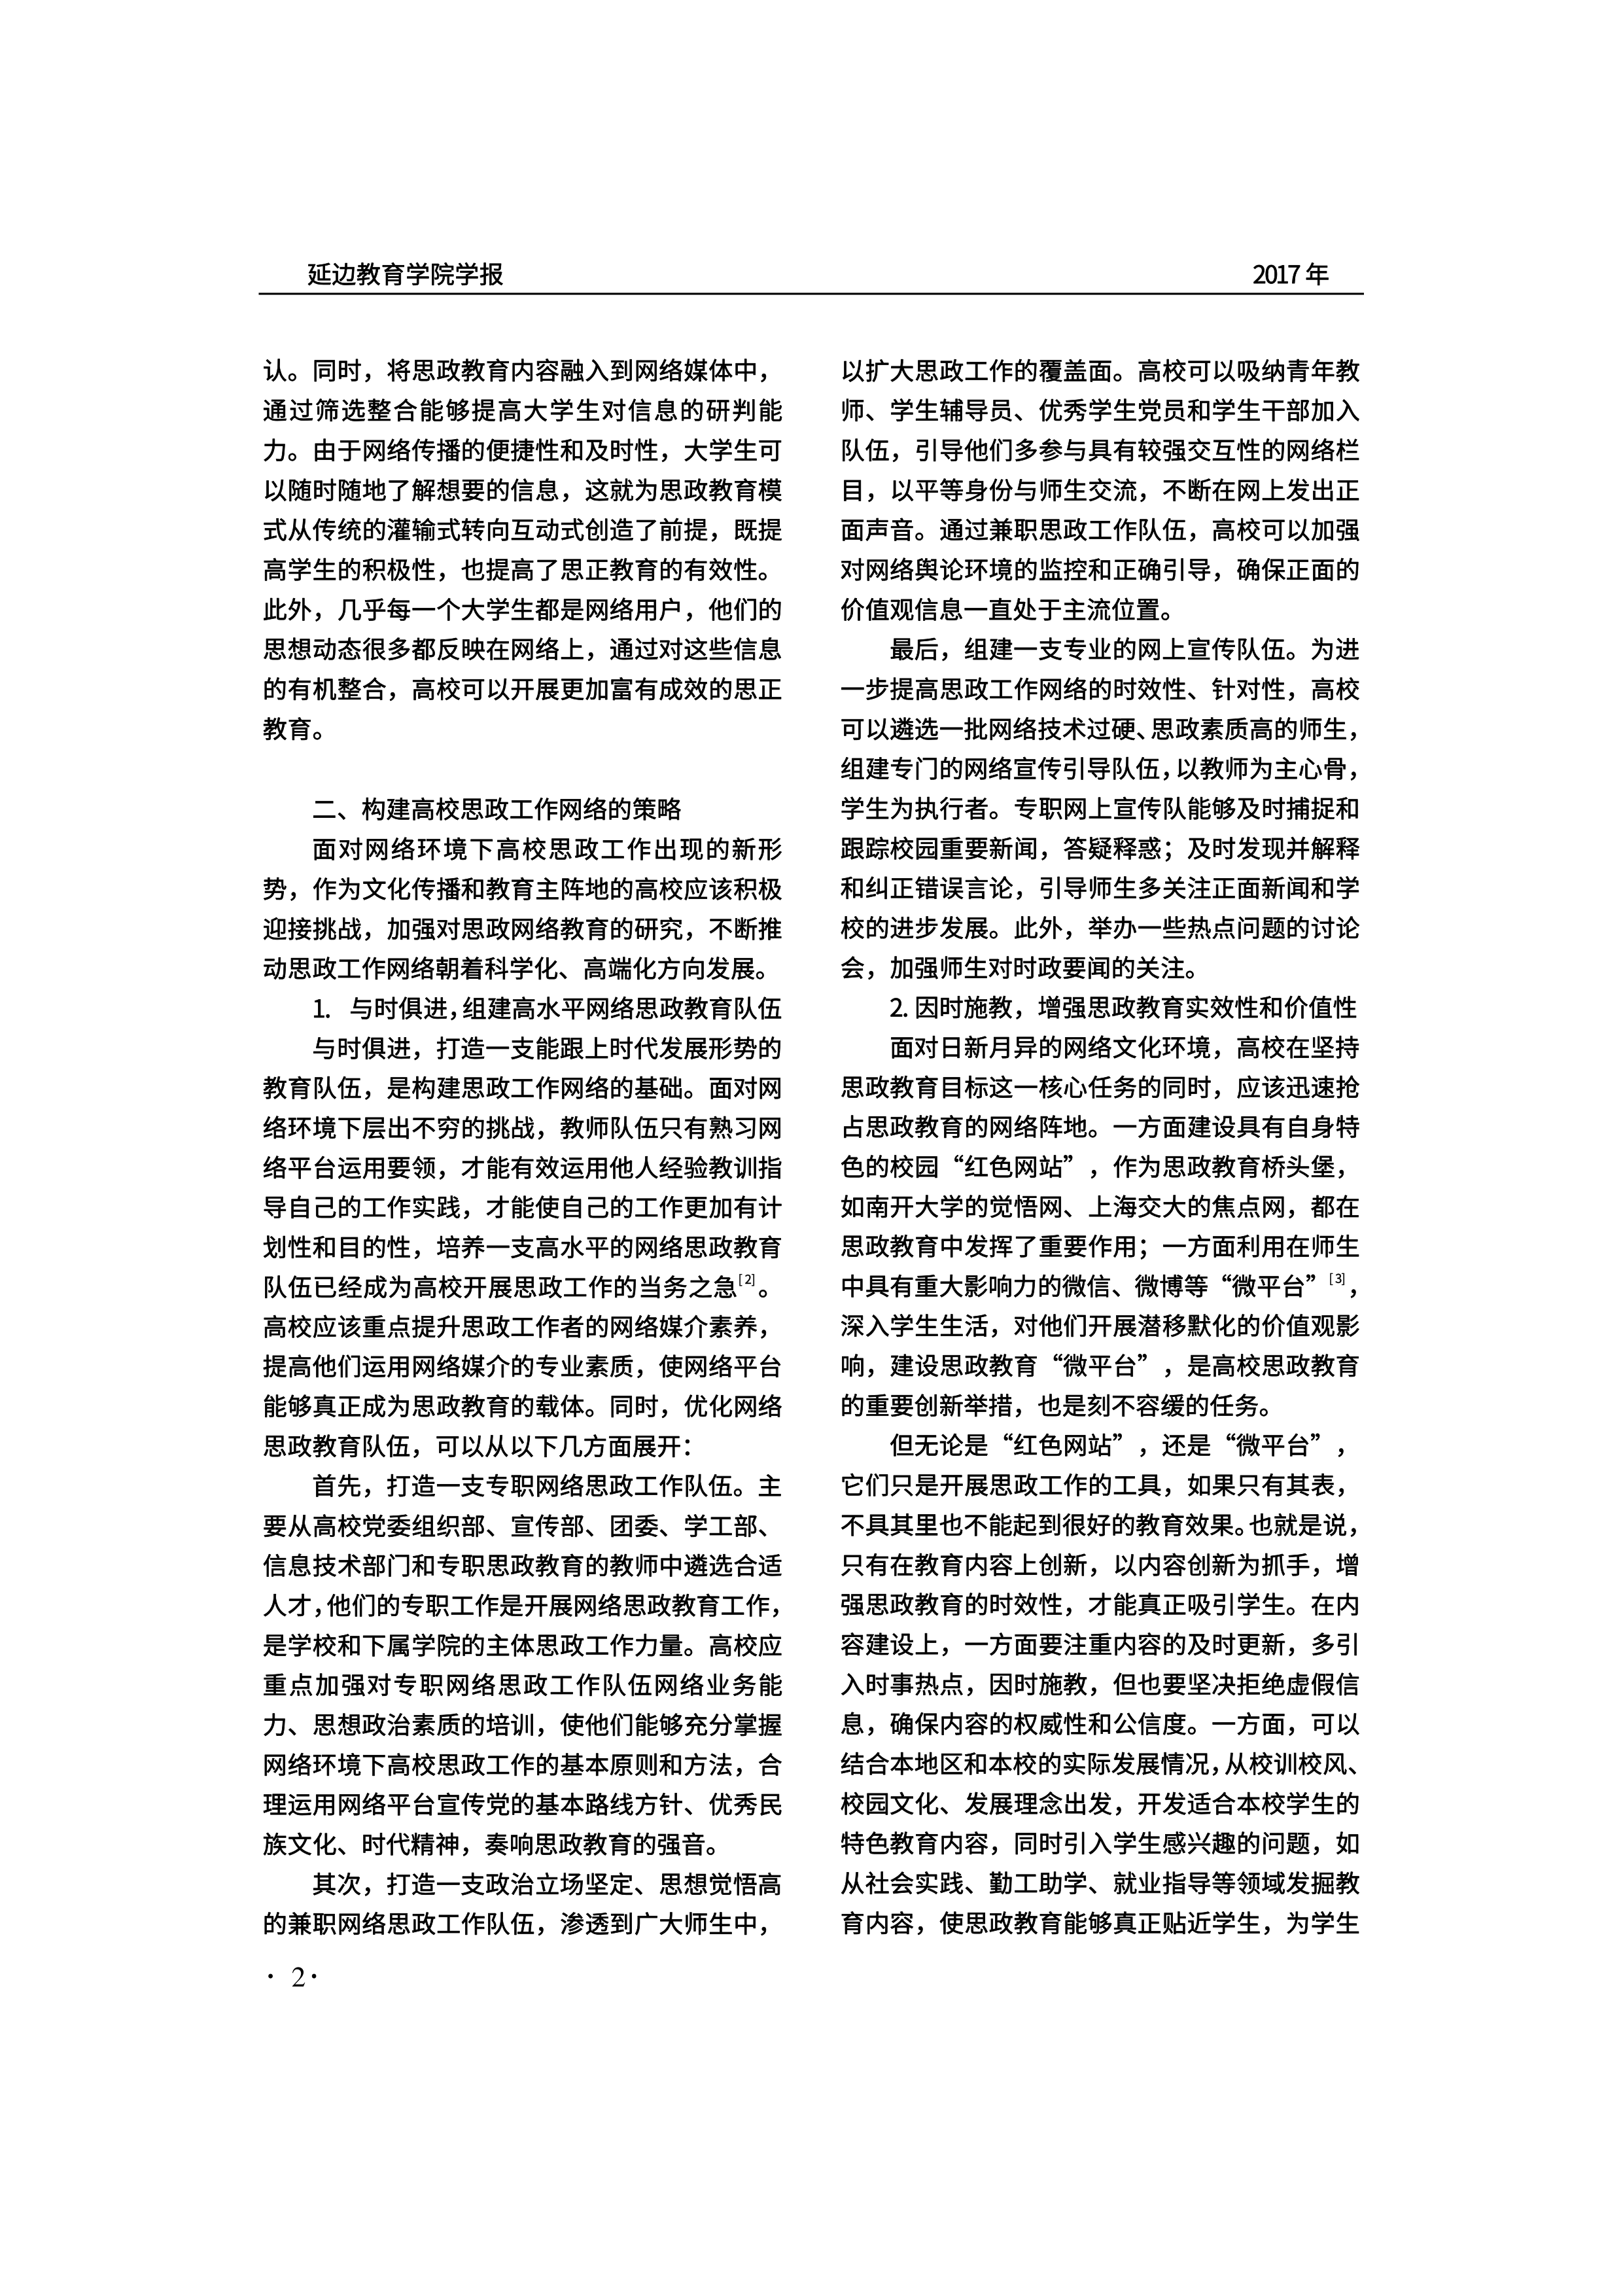 延边教育学院学报
2017 年
认。同时，将思政教育内容融入到网络媒体中，
通过筛选整合能够提高大学生对信息的研判能
力。由于网络传播的便捷性和及时性，大学生可
以随时随地了解想要的信息，这就为思政教育模
式从传统的灌输式转向互动式创造了前提，既提
高学生的积极性，也提高了思正教育的有效性。
此外，几乎每一个大学生都是网络用户，他们的
思想动态很多都反映在网络上，通过对这些信息
的有机整合，高校可以开展更加富有成效的思正
教育。
二、构建高校思政工作网络的策略
面对网络环境下高校思政工作出现的新形
势，作为文化传播和教育主阵地的高校应该积极
迎接挑战，加强对思政网络教育的研究，不断推
动思政工作网络朝着科学化、高端化方向发展。
1. 与时俱进，组建高水平网络思政教育队伍
与时俱进，打造一支能跟上时代发展形势的
教育队伍，是构建思政工作网络的基础。面对网
络环境下层出不穷的挑战，教师队伍只有熟习网
络平台运用要领，才能有效运用他人经验教训指
导自己的工作实践，才能使自己的工作更加有计
划性和目的性，培养一支高水平的网络思政教育
队伍已经成为高校开展思政工作的当务之急[2]。
高校应该重点提升思政工作者的网络媒介素养，
提高他们运用网络媒介的专业素质，使网络平台
能够真正成为思政教育的载体。同时，优化网络
思政教育队伍，可以从以下几方面展开：
首先，打造一支专职网络思政工作队伍。主
要从高校党委组织部、宣传部、团委、学工部、
信息技术部门和专职思政教育的教师中遴选合适
人才，他们的专职工作是开展网络思政教育工作，
是学校和下属学院的主体思政工作力量。高校应
重点加强对专职网络思政工作队伍网络业务能
力、思想政治素质的培训，使他们能够充分掌握
网络环境下高校思政工作的基本原则和方法，合
理运用网络平台宣传党的基本路线方针、优秀民
族文化、时代精神，奏响思政教育的强音。
其次，打造一支政治立场坚定、思想觉悟高
的兼职网络思政工作队伍，渗透到广大师生中，
以扩大思政工作的覆盖面。高校可以吸纳青年教
师、学生辅导员、优秀学生党员和学生干部加入
队伍，引导他们多参与具有较强交互性的网络栏
目，以平等身份与师生交流，不断在网上发出正
面声音。通过兼职思政工作队伍，高校可以加强
对网络舆论环境的监控和正确引导，确保正面的
价值观信息一直处于主流位置。
最后，组建一支专业的网上宣传队伍。为进
一步提高思政工作网络的时效性、针对性，高校
可以遴选一批网络技术过硬、思政素质高的师生，
组建专门的网络宣传引导队伍，以教师为主心骨，
学生为执行者。专职网上宣传队能够及时捕捉和
跟踪校园重要新闻，答疑释惑；及时发现并解释
和纠正错误言论，引导师生多关注正面新闻和学
校的进步发展。此外，举办一些热点问题的讨论
会，加强师生对时政要闻的关注。
2. 因时施教，增强思政教育实效性和价值性
面对日新月异的网络文化环境，高校在坚持
思政教育目标这一核心任务的同时，应该迅速抢
占思政教育的网络阵地。一方面建设具有自身特
色的校园“红色网站”，作为思政教育桥头堡，
如南开大学的觉悟网、上海交大的焦点网，都在
思政教育中发挥了重要作用；一方面利用在师生
中具有重大影响力的微信、微博等“微平台”[3]，
深入学生生活，对他们开展潜移默化的价值观影
响，建设思政教育“微平台”，是高校思政教育
的重要创新举措，也是刻不容缓的任务。
但无论是“红色网站”，还是“微平台”，
它们只是开展思政工作的工具，如果只有其表，
不具其里也不能起到很好的教育效果。也就是说，
只有在教育内容上创新，以内容创新为抓手，增
强思政教育的时效性，才能真正吸引学生。在内
容建设上，一方面要注重内容的及时更新，多引
入时事热点，因时施教，但也要坚决拒绝虚假信
息，确保内容的权威性和公信度。一方面，可以
结合本地区和本校的实际发展情况，从校训校风、
校园文化、发展理念出发，开发适合本校学生的
特色教育内容，同时引入学生感兴趣的问题，如
从社会实践、勤工助学、就业指导等领域发掘教
育内容，使思政教育能够真正贴近学生，为学生
· 2 ·